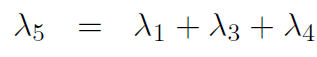 λ₅ = λ₁ + λ₃ + λ₄